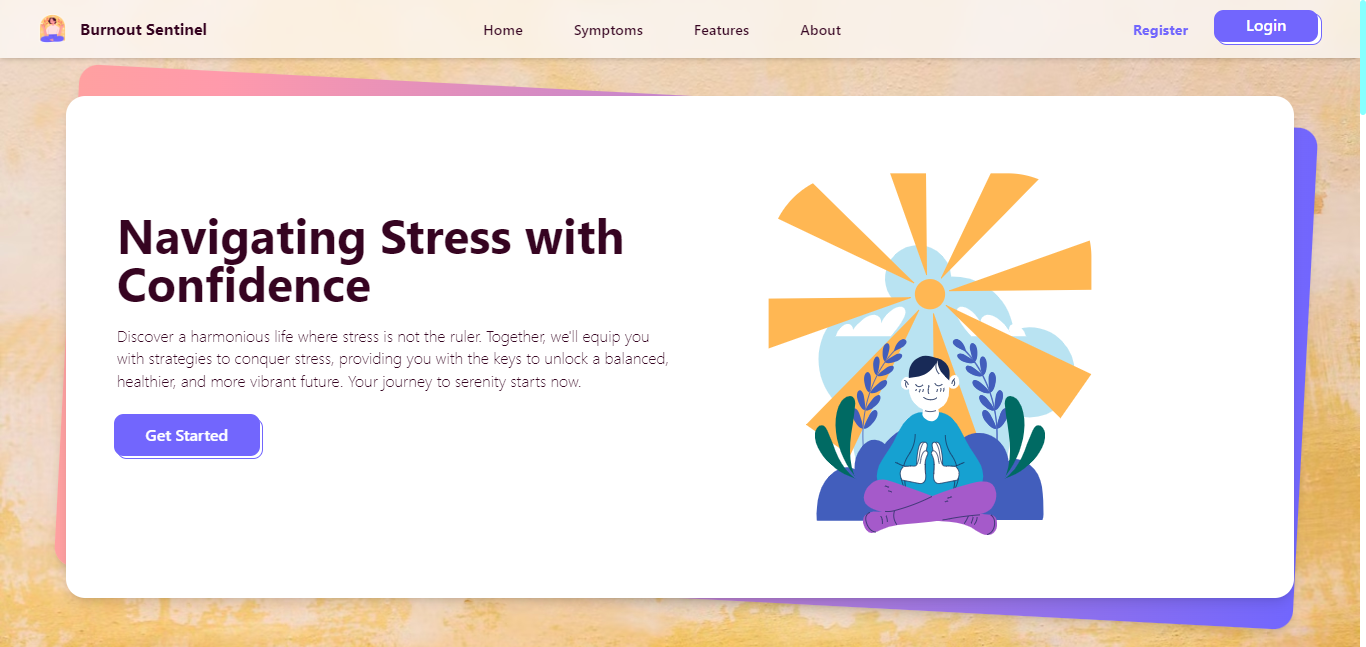 Burnout Sentinel
Home
Symptoms
Features
About
Register
Login
Navigating Stress with
Confidence
Discover a harmonious life where stress is not the ruler. Together, we'll equip you
with strategies to conquer stress, providing you with the keys to unlock a balanced,
healthier, and more vibrant future. Your journey to serenity starts now.
Get Started